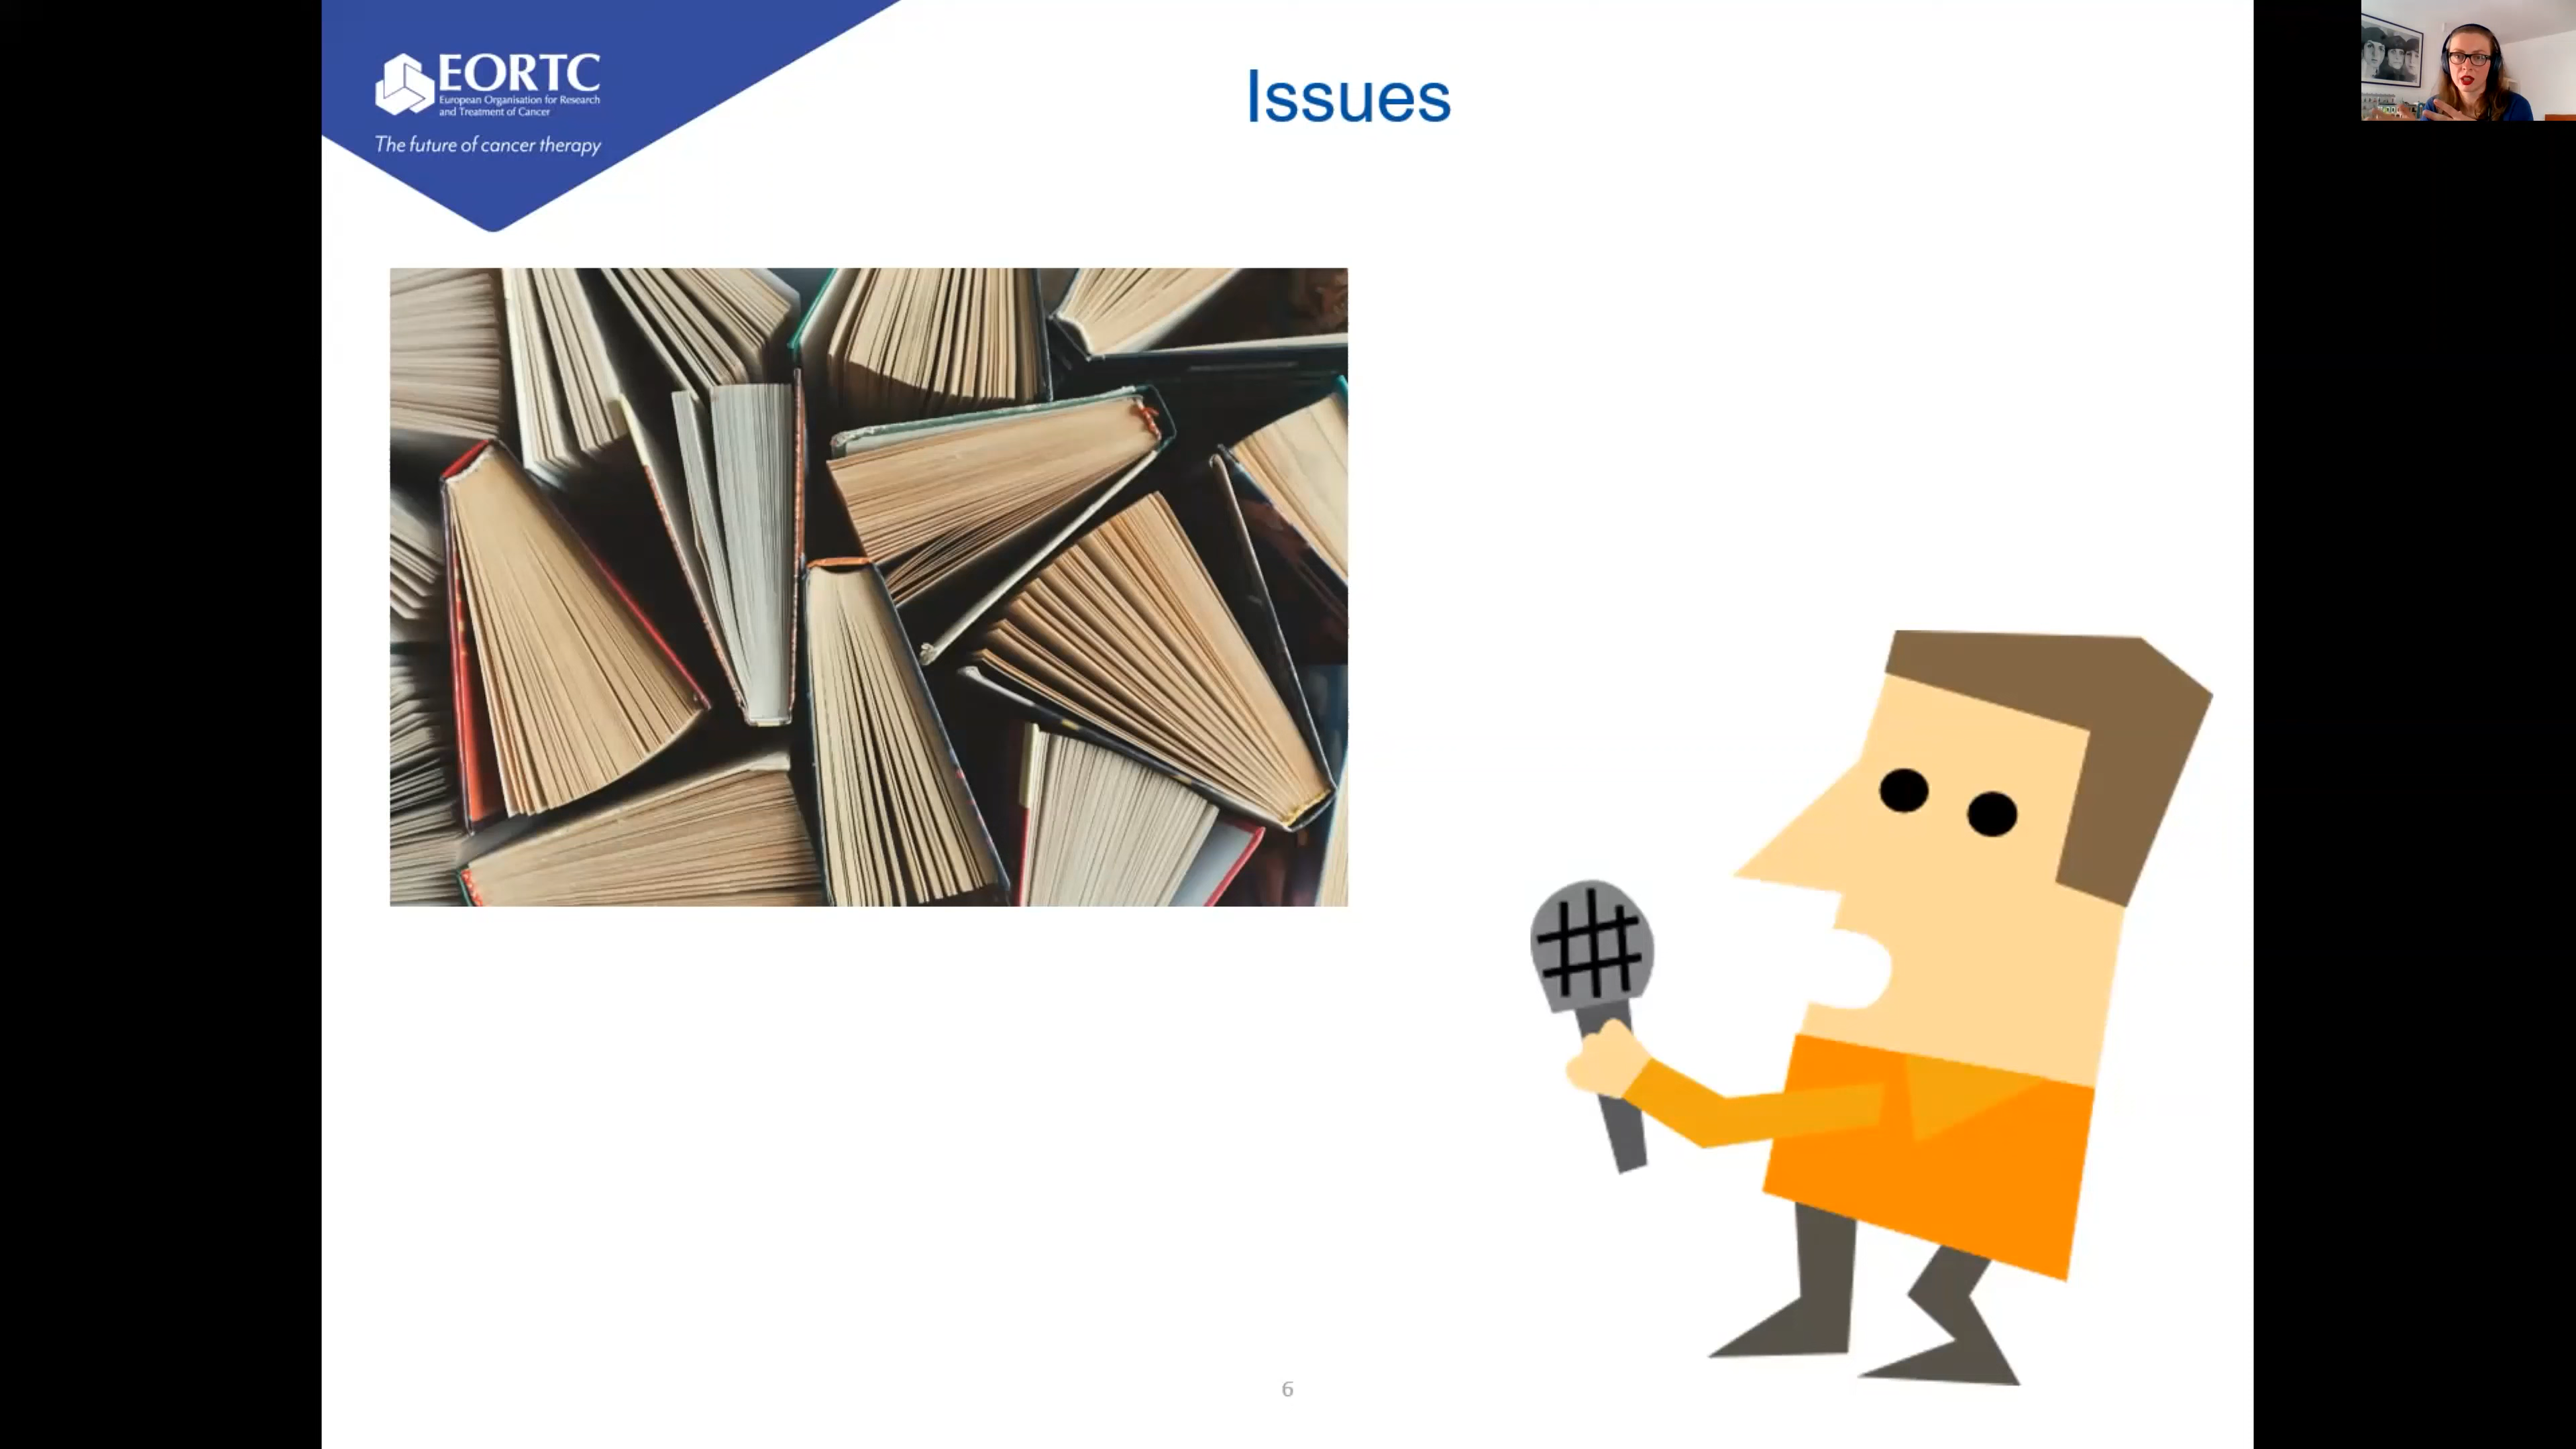 EORTC
European Organisation for Research
and Treatment of Cancer
The future of cancer therapy
Issues
6